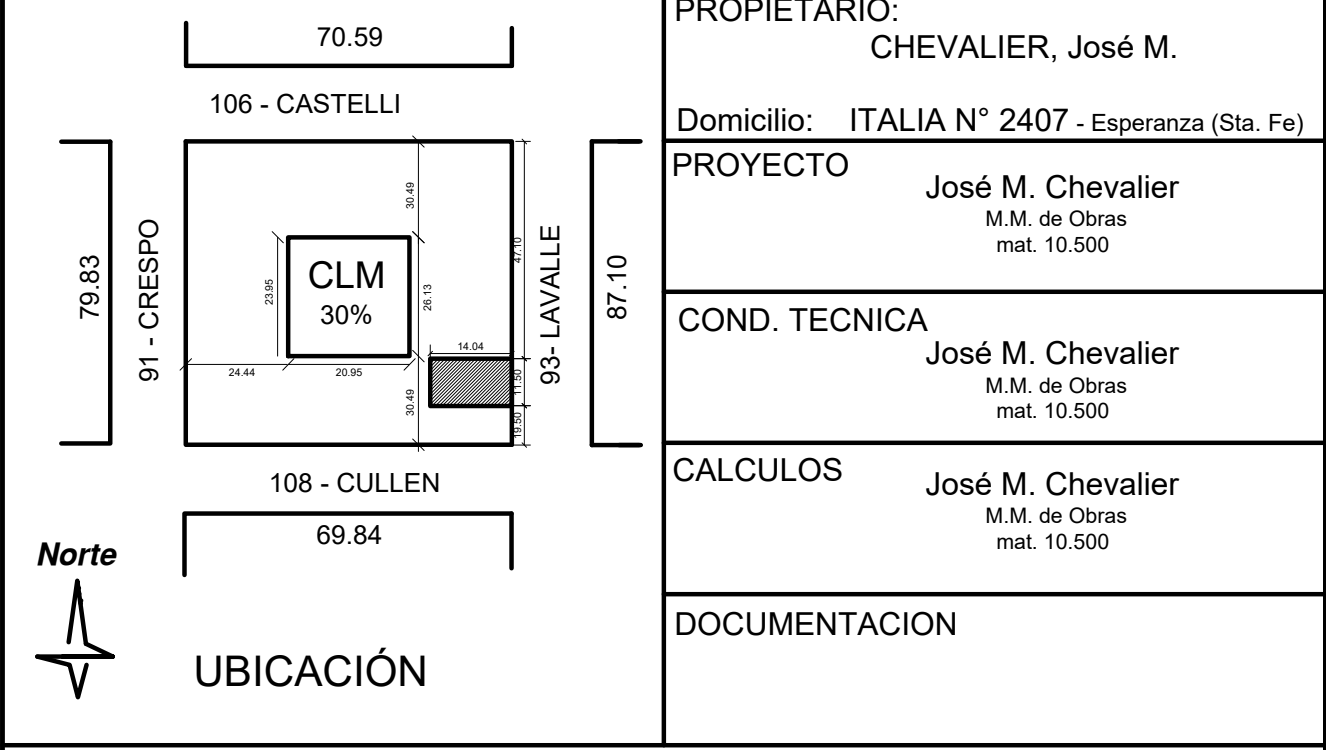 70.59
106 - CASTELLI
79.83
91 - CRESPO
30.49
47.10
23.95
CLM
30%
26.13
14.04
24.44
20.95
30.49
11.50
19.50
93- LAVALLE
87.10
108 - CULLEN
69.84
Norte
UBICACIÓN
PROPIETARIO:
CHEVALIER, José M.
Domicilio: ITALIA N° 2407 - Esperanza (Sta. Fe)
PROYECTO
José M. Chevalier
M.M. de Obras
mat. 10.500
COND. TECNICA
José M. Chevalier
M.M. de Obras
mat. 10.500
CALCULOS
José M. Chevalier
M.M. de Obras
mat. 10.500
DOCUMENTACION